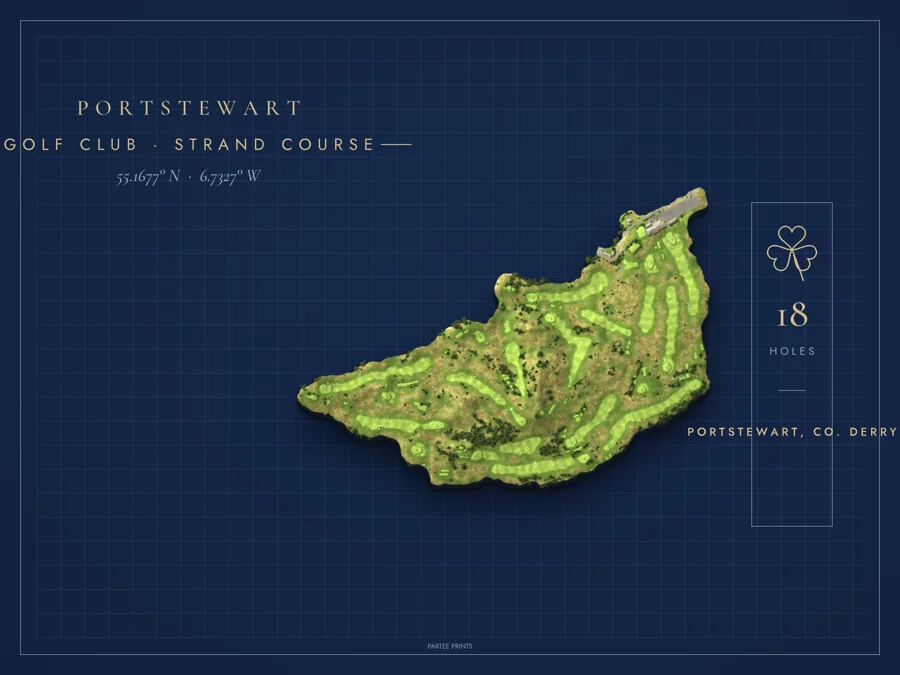 PORTSTEWART
GOLF CLUB · STRAND COURSE
55.1677° N · 6.7327° W
18
HOLES
PORTSTEWART, CO. DERRY
PARTEE PRINTS